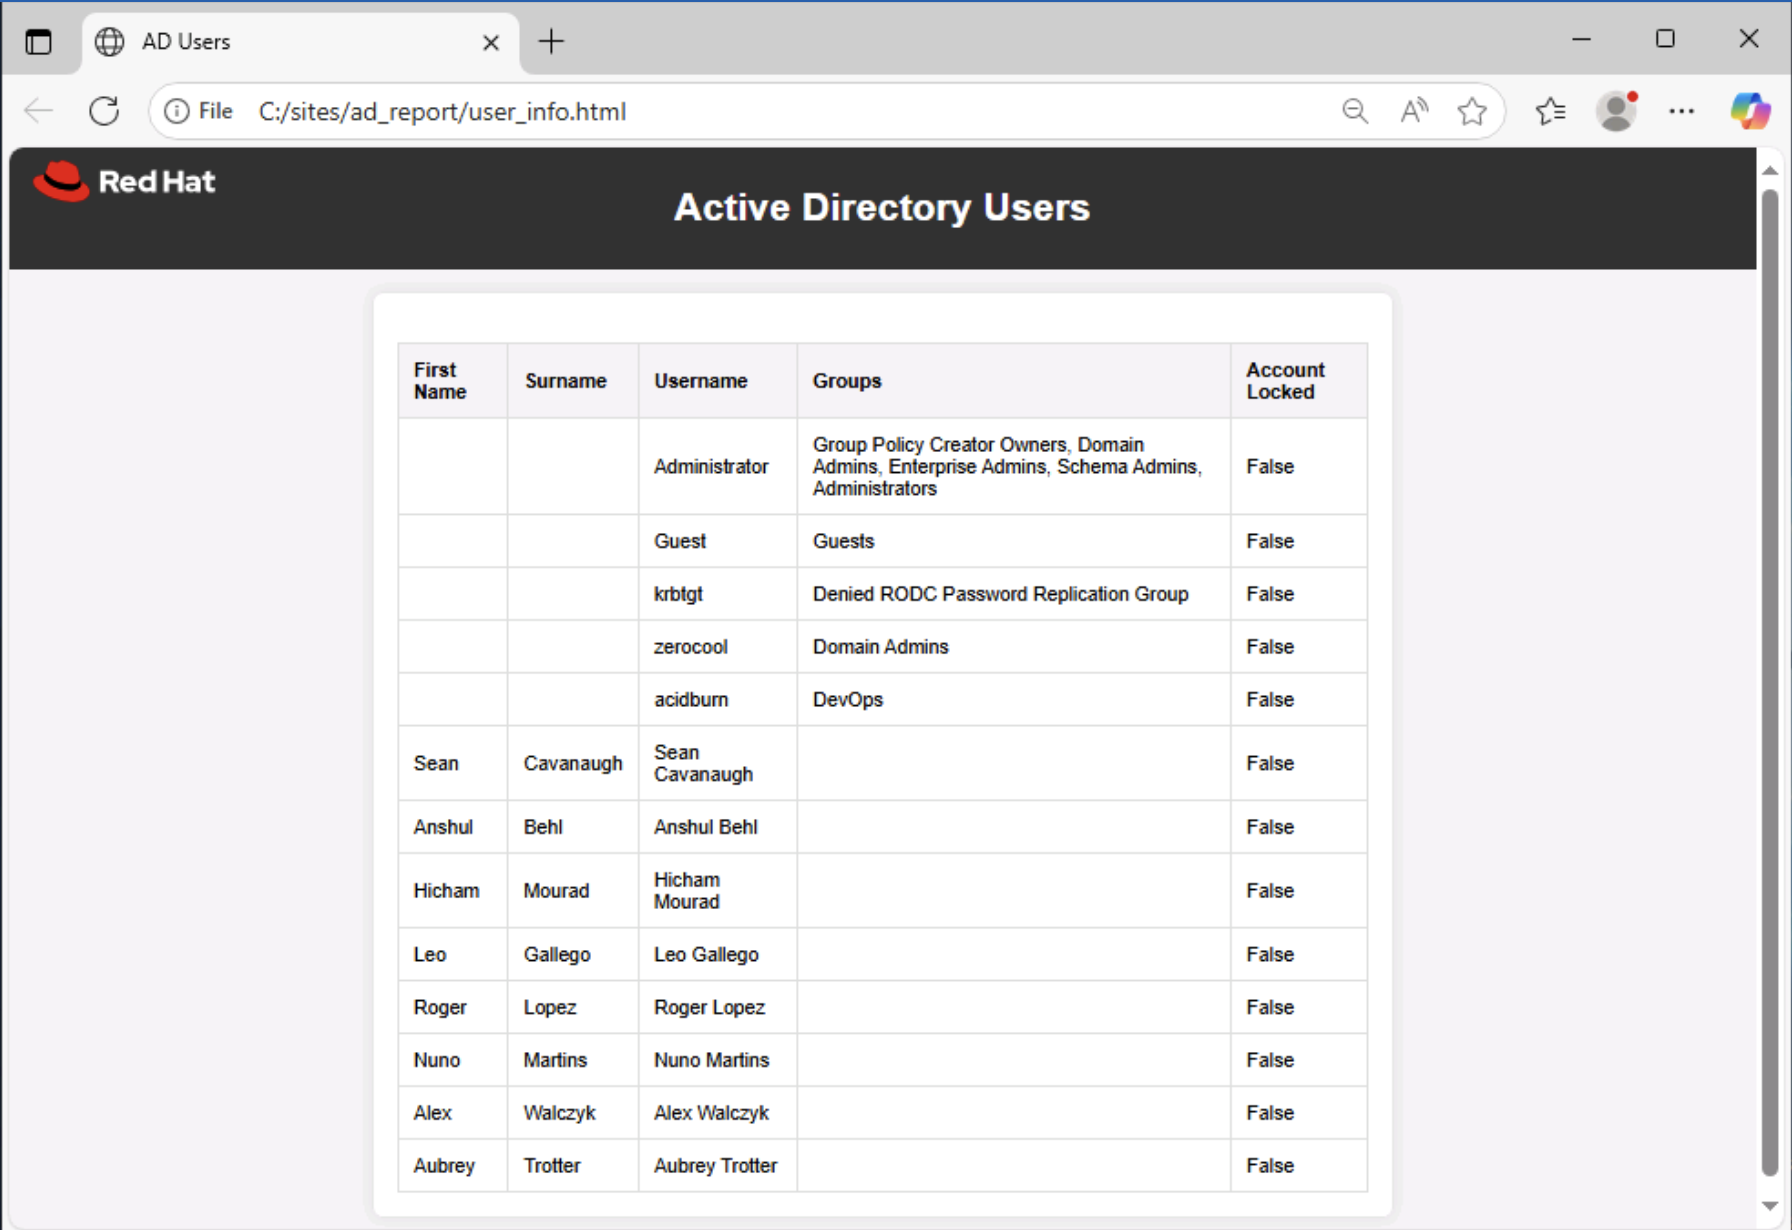 AD Users
File C:/sites/ad_report/user_info.html
Red Hat
Active Directory Users
First Name Surname Username Groups Account Locked
Administrator Group Policy Creator Owners, Domain Admins, Enterprise Admins, Schema Admins, Administrators False
Guest Guests False
krbtgt Denied RODC Password Replication Group False
zerocool Domain Admins False
acidburn DevOps False
Sean Cavanaugh Sean Cavanaugh False
Anshul Behl Anshul Behl False
Hicham Mourad Hicham Mourad False
Leo Gallego Leo Gallego False
Roger Lopez Roger Lopez False
Nuno Martins Nuno Martins False
Alex Walczyk Alex Walczyk False
Aubrey Trotter Aubrey Trotter False